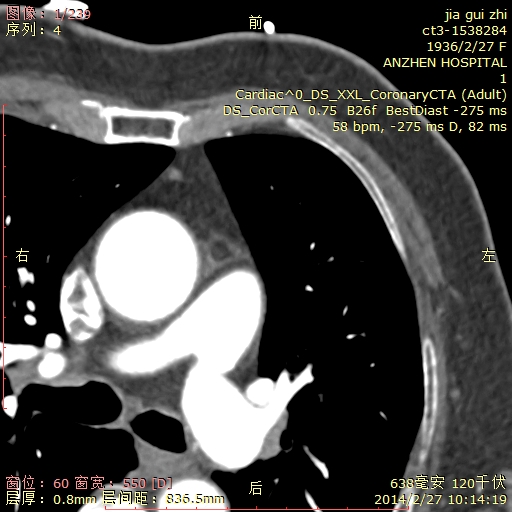 图像: 1/239
序列: 4
前
jia gui zhi
ct3-1538284
1936/2/27 F
ANZHEN HOSPITAL
1
Cardiac^0_DS_XXL_CoronaryCTA (Adult)
DS_CorCTA 0.75 B26f BestDiast -275 ms
58 bpm, -275 ms D, 82 ms
右
左
窗位: 60 窗宽: 550 [D]
层厚: 0.8mm 层间距: 836.5mm
后
638毫安 120千伏
2014/2/27 10:14:19